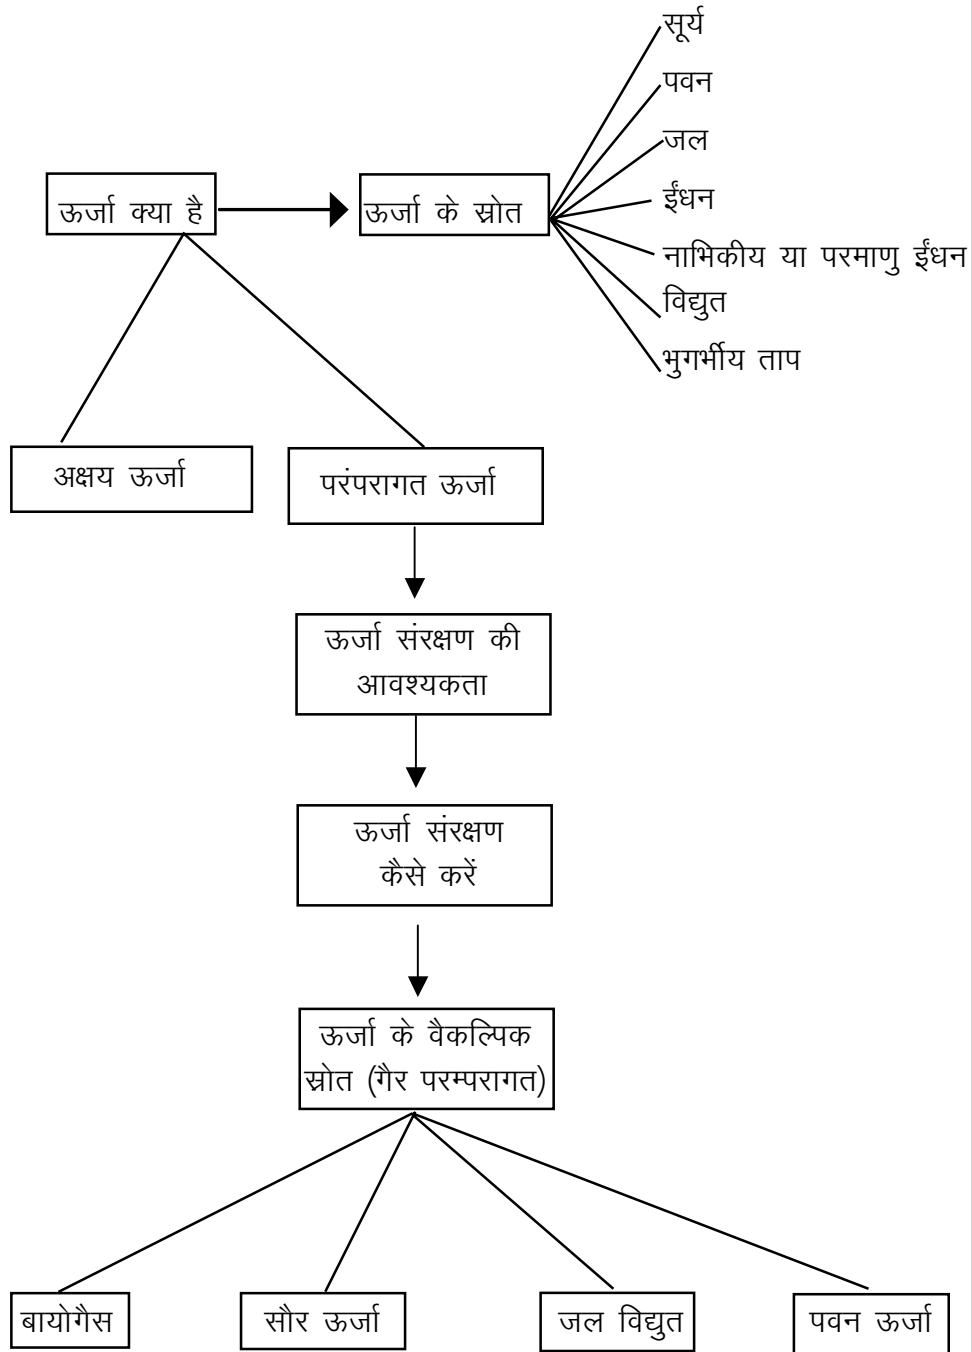 सूर्य
पवन
जल
ऊर्जा क्या है
ऊर्जा के स्रोत
ईंधन
नाभिकीय या परमाणु ईंधन
विद्युत
भुगर्भीय ताप
अक्षय ऊर्जा
परंपरागत ऊर्जा
ऊर्जा संरक्षण की
आवश्यकता
ऊर्जा संरक्षण
कैसे करें
ऊर्जा के वैकल्पिक
स्रोत (गैर परम्परागत)
बायोगैस
सौर ऊर्जा
जल विद्युत
पवन ऊर्जा